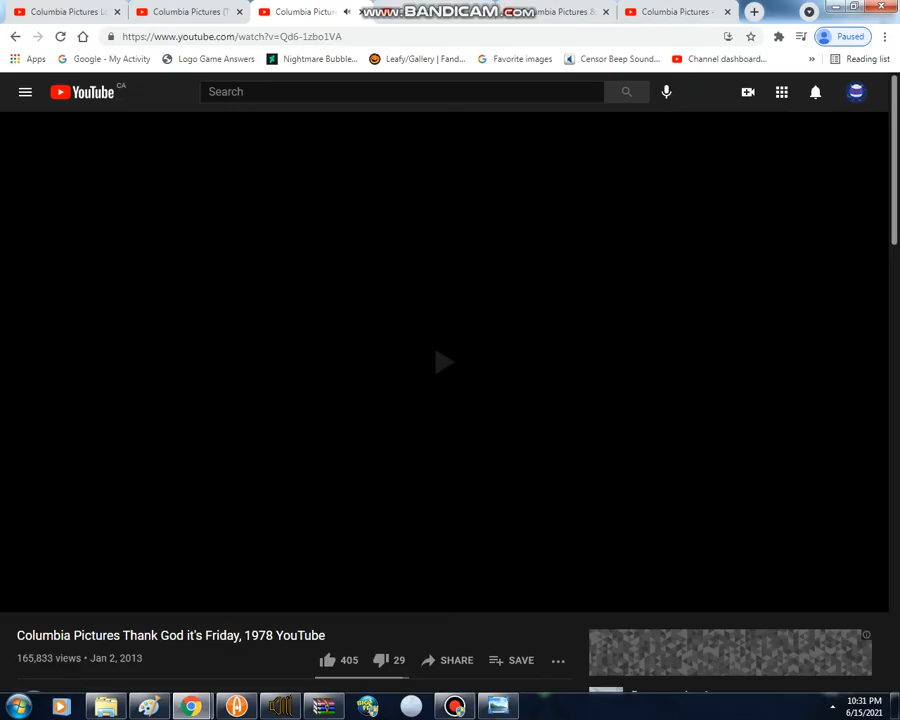 Columbia Pictures L
Columbia Pictures (T
Columbia Pictur
WWW.BANDICAM.COM
mbia Pictures &
Columbia Pictures -
https://www.youtube.com/watch?v=Qd6-1zbo1VA
Paused
Apps
Google - My Activity
Logo Game Answers
Nightmare Bubble...
Leafy/Gallery | Fand...
Favorite images
Censor Beep Sound...
Channel dashboard...
»
Reading list
YouTube CA
Search
Columbia Pictures Thank God it's Friday, 1978 YouTube
165,833 views • Jan 2, 2013
405
29
SHARE
SAVE
10:31 PM
6/15/2021